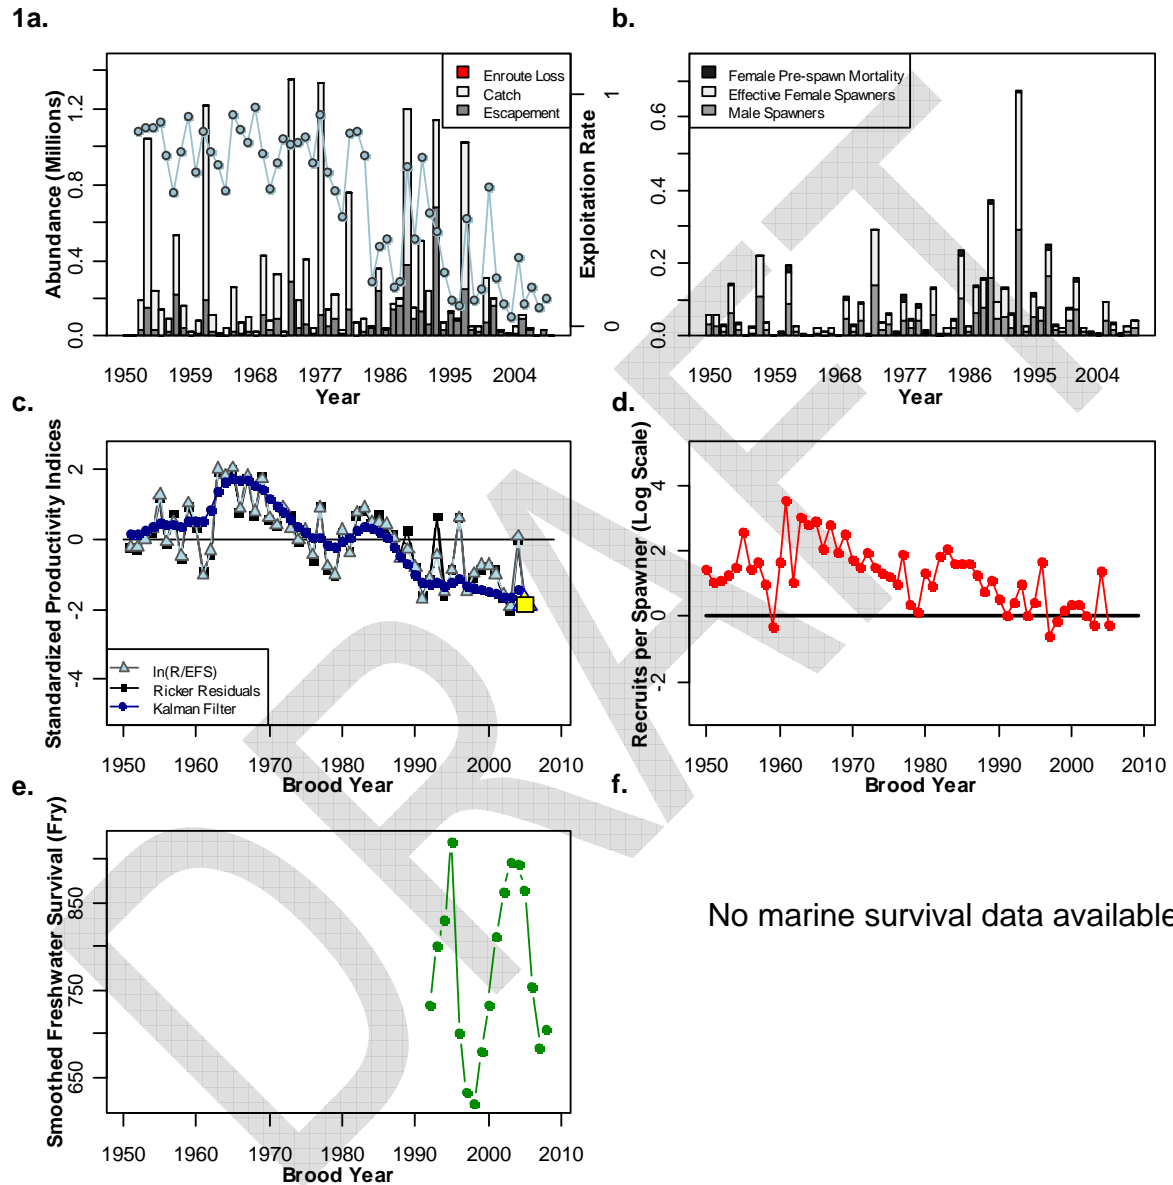 1a.
Abundance (Millions)
0.0 0.4 0.8 1.2
Enroute Loss
Catch
Escapement
Exploitation Rate
0 1
1950 1959 1968 1977 1986 1995 2004
Year
b.
0.0 0.2 0.4 0.6
Female Pre-spawn Mortality
Effective Female Spawners
Male Spawners
1950 1959 1968 1977 1986 1995 2004
Year
c.
Standardized Productivity Indices
-4 -2 0 2
ln(R/EFS)
Ricker Residuals
Kalman Filter
1950 1960 1970 1980 1990 2000 2010
Brood Year
d.
Recruits per Spawner (Log Scale)
-2 0 2 4
1950 1960 1970 1980 1990 2000 2010
Brood Year
e.
Smoothed Freshwater Survival (Fry)
650 750 850
1950 1960 1970 1980 1990 2000 2010
Brood Year
f.
No marine survival data available
DRAFT